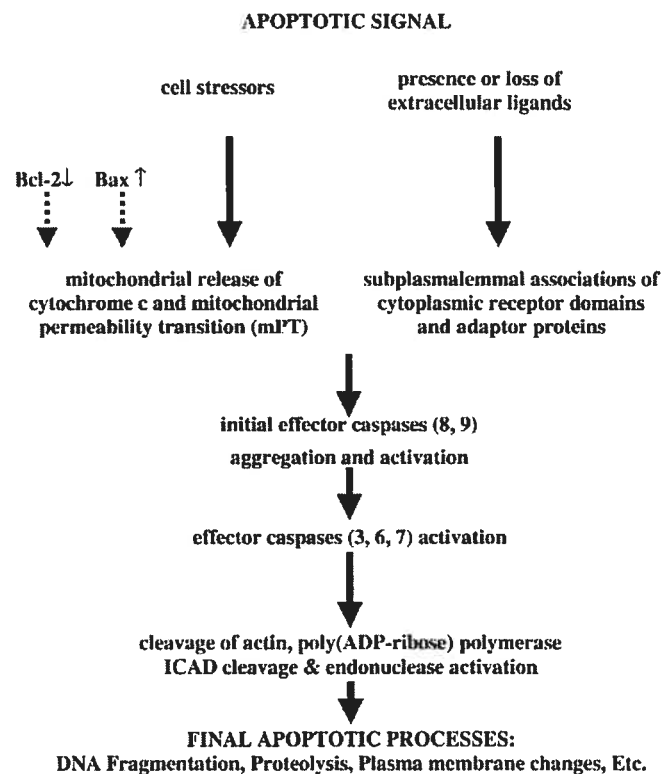 APOPTOTIC SIGNAL
cell stressors
presence or loss of
extracellular ligands
Bcl-2↓ Bax ↑
mitochondrial release of
cytochrome c and mitochondrial
permeability transition (mPT)
subplasmalemmal associations of
cytoplasmic receptor domains
and adaptor proteins
initial effector caspases (8, 9)
aggregation and activation
effector caspases (3, 6, 7) activation
cleavage of actin, poly(ADP-ribose) polymerase
ICAD cleavage & endonuclease activation
FINAL APOPTOTIC PROCESSES:
DNA Fragmentation, Proteolysis, Plasma membrane changes, Etc.